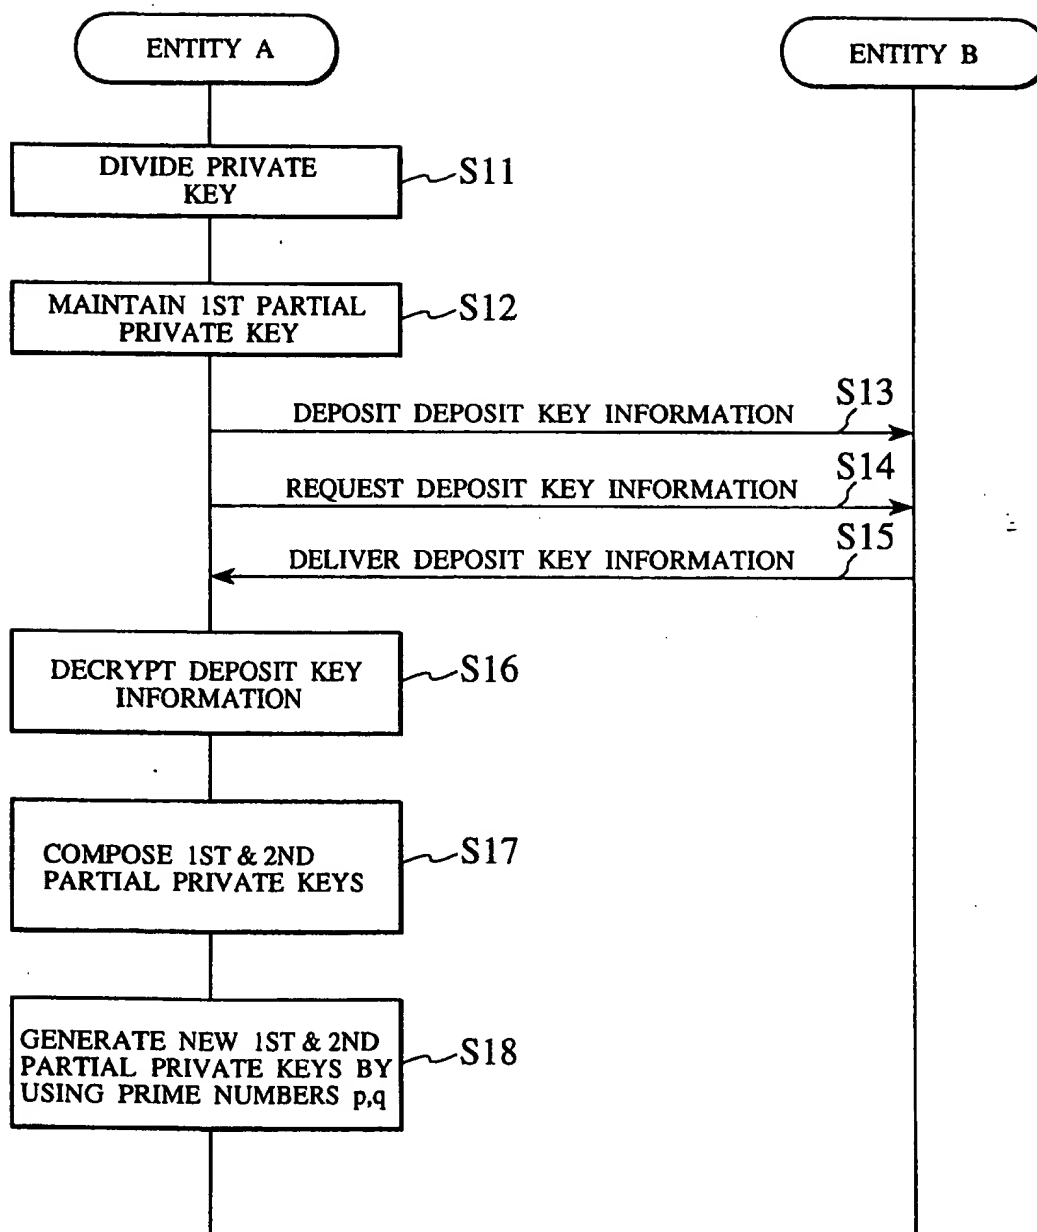 ENTITY A
ENTITY B
DIVIDE PRIVATE
KEY
S11
MAINTAIN 1ST PARTIAL
PRIVATE KEY
S12
DEPOSIT DEPOSIT KEY INFORMATION
S13
REQUEST DEPOSIT KEY INFORMATION
S14
DELIVER DEPOSIT KEY INFORMATION
S15
DECRYPT DEPOSIT KEY
INFORMATION
S16
COMPOSE 1ST & 2ND
PARTIAL PRIVATE KEYS
S17
GENERATE NEW 1ST & 2ND
PARTIAL PRIVATE KEYS BY
USING PRIME NUMBERS p,q
S18